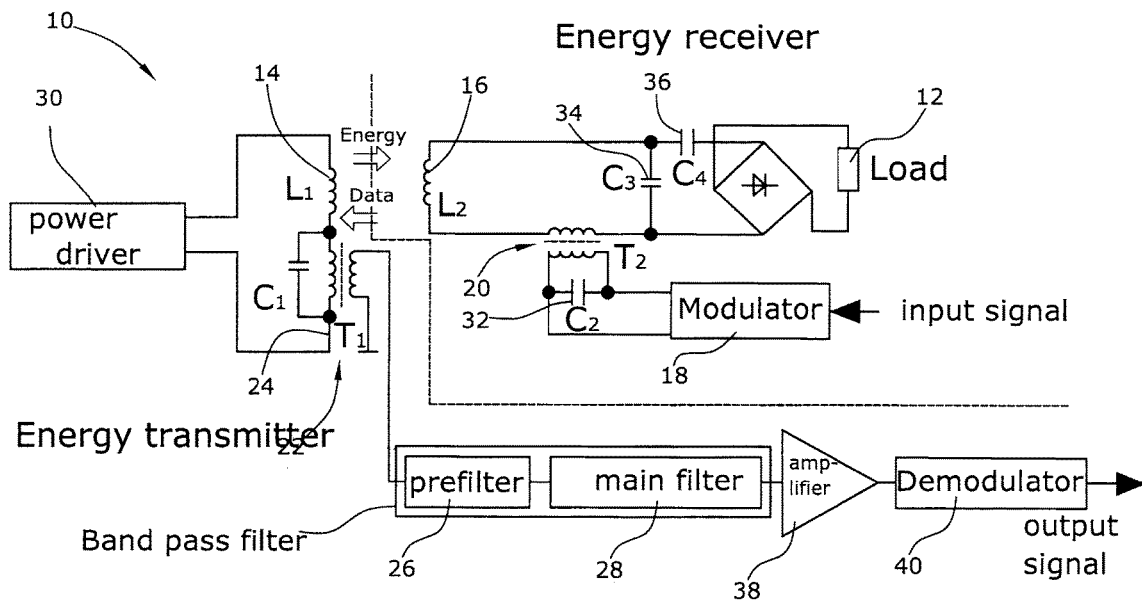 10
Energy receiver
30
14
16
36
34
12
Energy
Data
L1
L2
C3
C4
Load
power
driver
C1
T1
20
T2
32
C2
Modulator
input signal
24
18
22
Energy transmitter
prefilter
main filter
amp-
lifier
Demodulator
Band pass filter
26
28
38
40
output
signal